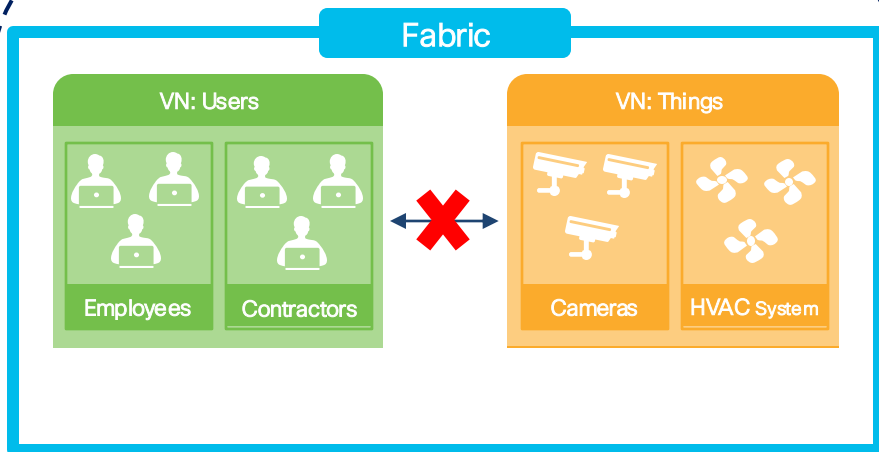 Fabric
VN: Users
VN: Things
Employees
Contractors
Cameras
HVAC System